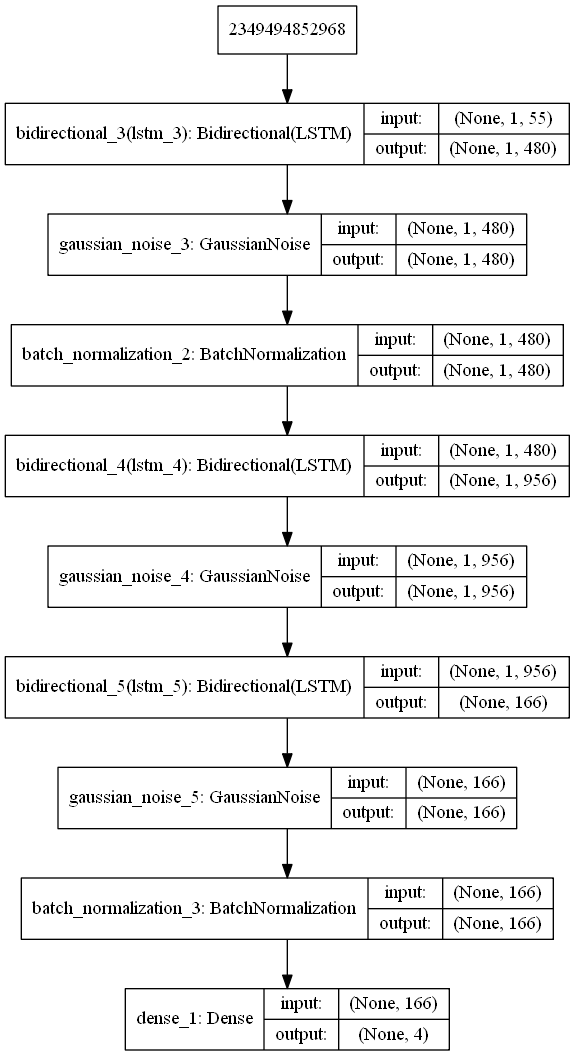 2349494852968
bidirectional_3(lstm_3): Bidirectional(LSTM)
input: (None, 1, 55)
output: (None, 1, 480)
gaussian_noise_3: GaussianNoise
input: (None, 1, 480)
output: (None, 1, 480)
batch_normalization_2: BatchNormalization
input: (None, 1, 480)
output: (None, 1, 480)
bidirectional_4(lstm_4): Bidirectional(LSTM)
input: (None, 1, 480)
output: (None, 1, 956)
gaussian_noise_4: GaussianNoise
input: (None, 1, 956)
output: (None, 1, 956)
bidirectional_5(lstm_5): Bidirectional(LSTM)
input: (None, 1, 956)
output: (None, 166)
gaussian_noise_5: GaussianNoise
input: (None, 166)
output: (None, 166)
batch_normalization_3: BatchNormalization
input: (None, 166)
output: (None, 166)
dense_1: Dense
input: (None, 166)
output: (None, 4)